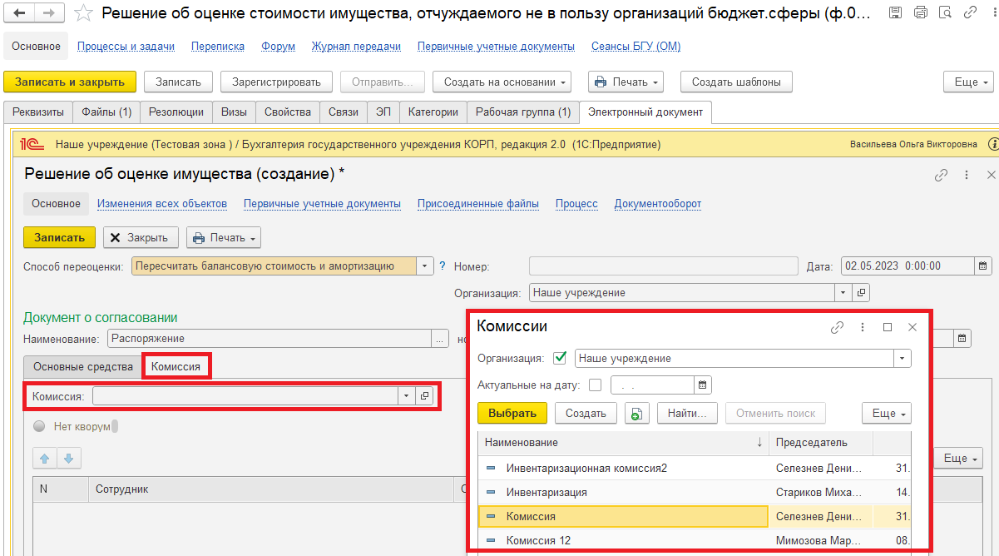 Решение об оценке стоимости имущества, отчуждаемого не в пользу организаций бюджет.сферы (ф.0...
Основное Процессы и задачи Переписка Форум Журнал передачи Первичные учетные документы Сеансы БГУ (ОМ)
Записать и закрыть Записать Зарегистрировать Отправить... Создать на основании Печать Создать шаблоны Еще
Реквизиты Файлы (1) Резолюции Визы Свойства Связи ЭП Категории Рабочая группа (1) Электронный документ
1С Наше учреждение (Тестовая зона ) / Бухгалтерия государственного учреждения КОРП, редакция 2.0 (1С:Предприятие) Васильева Ольга Викторовна i
Решение об оценке имущества (создание) *
Основное Изменения всех объектов Первичные учетные документы Присоединенные файлы Процесс Документооборот
Записать Закрыть Печать
Способ переоценки: Пересчитать балансовую стоимость и амортизацию ? Номер: Дата: 02.05.2023 0:00:00
Организация: Наше учреждение
Документ о согласовании
Наименование: Распоряжение ...
Основные средства Комиссия
Комиссия:
Нет кворум
Еще
N Сотрудник
Комиссии
Организация: Наше учреждение
Актуальные на дату: . .
Выбрать Создать Найти... Отменить поиск Еще
Наименование ↓ Председатель
Инвентаризационная комиссия2 Селезнев Дени... 31.
Инвентаризация Стариков Миха... 14.
Комиссия Селезнев Дени... 31.
Комиссия 12 Мимозова Мар... 08.